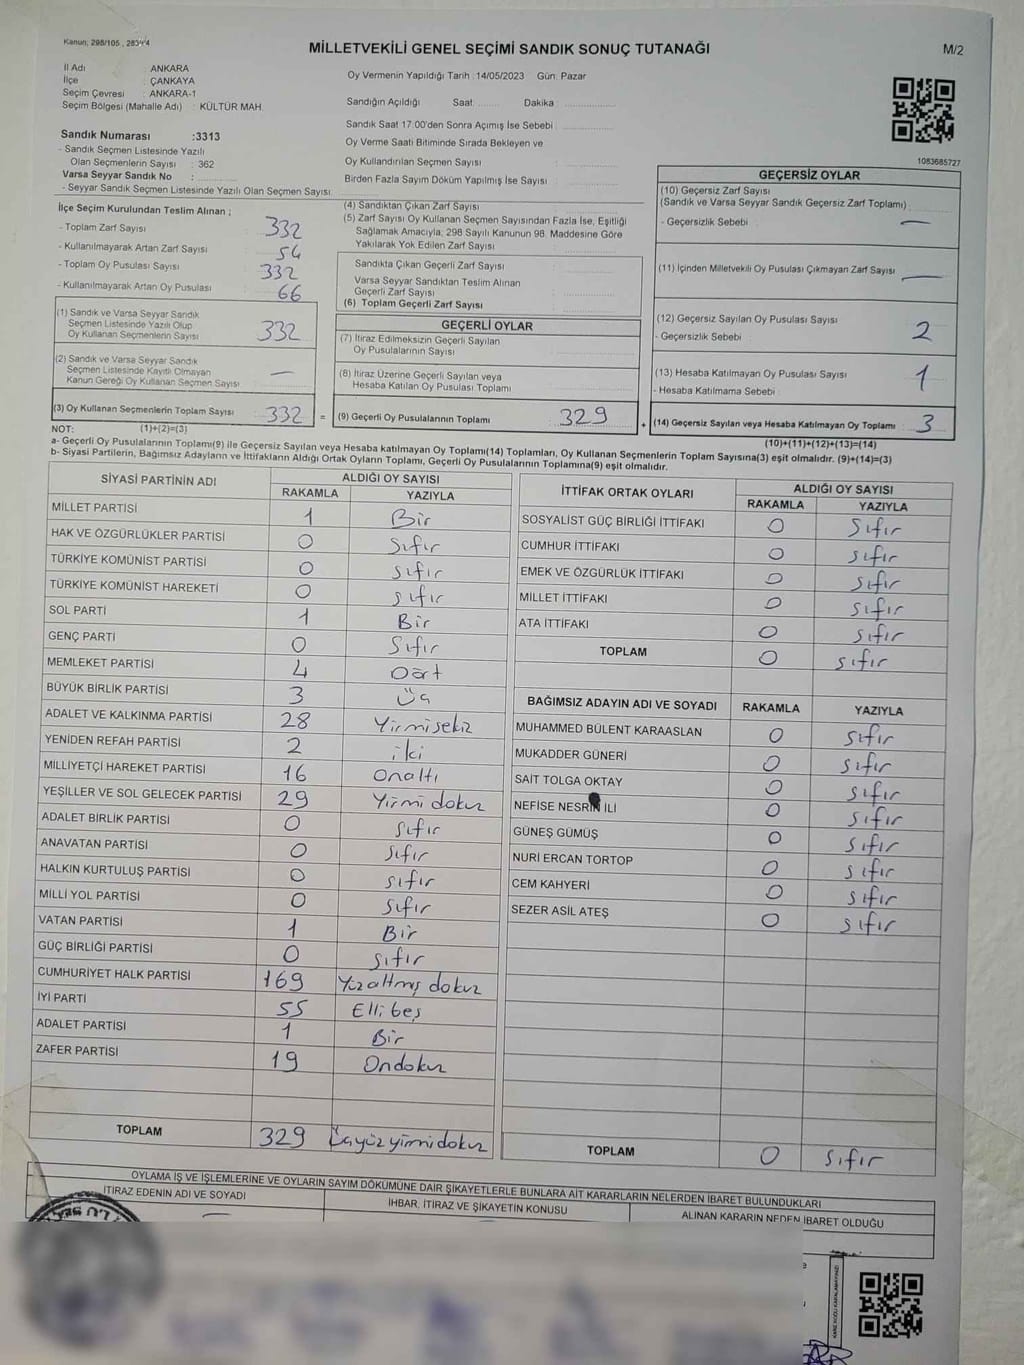 Kanun: 298/105 , 2839/4
MİLLETVEKİLİ GENEL SEÇİMİ SANDIK SONUÇ TUTANAĞI
M/2
İl Adı : ANKARA
İlçe : ÇANKAYA
Seçim Çevresi : ANKARA-1
Seçim Bölgesi (Mahalle Adı) : KÜLTÜR MAH.
Sandık Numarası :3313
- Sandık Seçmen Listesinde Yazılı
Olan Seçmenlerin Sayısı : 362
Varsa Seyyar Sandık No :
- Seyyar Sandık Seçmen Listesinde Yazılı Olan Seçmen Sayısı:
Oy Vermenin Yapıldığı Tarih :14/05/2023 Gün: Pazar
Sandığın Açıldığı Saat: Dakika :
Sandık Saat 17:00'den Sonra Açımış İse Sebebi :
Oy Verme Saati Bitiminde Sırada Bekleyen ve
Oy Kullandırılan Seçmen Sayısı :
Birden Fazla Sayım Döküm Yapılmış İse Sayısı :
1083685727
İlçe Seçim Kurulundan Teslim Alınan ;
- Toplam Zarf Sayısı : 332
- Kullanılmayarak Artan Zarf Sayısı : 54
- Toplam Oy Pusulası Sayısı : 332
- Kullanılmayarak Artan Oy Pusulası : 66
(1) Sandık ve Varsa Seyyar Sandık
Seçmen Listesinde Yazılı Olup
Oy Kullanan Seçmenlerin Sayısı : 332
(2) Sandık ve Varsa Seyyar Sandık
Seçmen Listesinde Kayıtlı Olmayan
Kanun Gereği Oy Kullanan Seçmen Sayısı : —
(3) Oy Kullanan Seçmenlerin Toplam Sayısı : 332 =
(4) Sandıktan Çıkan Zarf Sayısı :
(5) Zarf Sayısı Oy Kullanan Seçmen Sayısından Fazla İse, Eşitliği
Sağlamak Amacıyla; 298 Sayılı Kanunun 98. Maddesine Göre
Yakılarak Yok Edilen Zarf Sayısı :
Sandıkta Çıkan Geçerli Zarf Sayısı :
Varsa Seyyar Sandıktan Teslim Alınan
Geçerli Zarf Sayısı :
(6) Toplam Geçerli Zarf Sayısı :
GEÇERLİ OYLAR
(7) İtiraz Edilmeksizin Geçerli Sayılan
Oy Pusulalarının Sayısı :
(8) İtiraz Üzerine Geçerli Sayılan veya
Hesaba Katılan Oy Pusulası Toplamı :
(9) Geçerli Oy Pusulalarının Toplamı : 329 +
GEÇERSİZ OYLAR
(10) Geçersiz Zarf Sayısı
(Sandık ve Varsa Seyyar Sandık Geçersiz Zarf Toplamı) :
- Geçersizlik Sebebi : —
(11) İçinden Milletvekili Oy Pusulası Çıkmayan Zarf Sayısı : —
(12) Geçersiz Sayılan Oy Pusulası Sayısı : 2
- Geçersizlik Sebebi :
(13) Hesaba Katılmayan Oy Pusulası Sayısı : 1
- Hesaba Katılmama Sebebi :
(14) Geçersiz Sayılan veya Hesaba Katılmayan Oy Toplamı : 3
NOT: (1)+(2)=(3)
(10)+(11)+(12)+(13)=(14)
a- Geçerli Oy Pusulalarının Toplamı(9) ile Geçersiz Sayılan veya Hesaba katılmayan Oy Toplamı(14) Toplamları, Oy Kullanan Seçmenlerin Toplam Sayısına(3) eşit olmalıdır. (9)+(14)=(3)
b- Siyasi Partilerin, Bağımsız Adayların ve İttifakların Aldığı Ortak Oyların Toplamı, Geçerli Oy Pusulalarının Toplamına(9) eşit olmalıdır.
SİYASİ PARTİNİN ADI ALDIĞI OY SAYISI
RAKAMLA YAZIYLA
MİLLET PARTİSİ 1 Bir
HAK VE ÖZGÜRLÜKLER PARTİSİ 0 Sıfır
TÜRKİYE KOMÜNİST PARTİSİ 0 Sıfır
TÜRKİYE KOMÜNİST HAREKETİ 0 Sıfır
SOL PARTİ 1 Bir
GENÇ PARTİ 0 Sıfır
MEMLEKET PARTİSİ 4 Dört
BÜYÜK BİRLİK PARTİSİ 3 Üç
ADALET VE KALKINMA PARTİSİ 28 Yirmisekiz
YENİDEN REFAH PARTİSİ 2 iki
MİLLİYETÇİ HAREKET PARTİSİ 16 Onaltı
YEŞİLLER VE SOL GELECEK PARTİSİ 29 Yirmi dokuz
ADALET BİRLİK PARTİSİ 0 Sıfır
ANAVATAN PARTİSİ 0 Sıfır
HALKIN KURTULUŞ PARTİSİ 0 Sıfır
MİLLİ YOL PARTİSİ 0 Sıfır
VATAN PARTİSİ 1 Bir
GÜÇ BİRLİĞİ PARTİSİ 0 Sıfır
CUMHURİYET HALK PARTİSİ 169 Yüzaltmış dokuz
İYİ PARTİ 55 Elli beş
ADALET PARTİSİ 1 Bir
ZAFER PARTİSİ 19 Ondokuz
TOPLAM 329 Üçyüzyirmidokuz
İTTİFAK ORTAK OYLARI ALDIĞI OY SAYISI
RAKAMLA YAZIYLA
SOSYALİST GÜÇ BİRLİĞİ İTTİFAKI 0 Sıfır
CUMHUR İTTİFAKI 0 Sıfır
EMEK VE ÖZGÜRLÜK İTTİFAKI 0 Sıfır
MİLLET İTTİFAKI 0 Sıfır
ATA İTTİFAKI 0 Sıfır
TOPLAM 0 Sıfır
BAĞIMSIZ ADAYIN ADI VE SOYADI RAKAMLA YAZIYLA
MUHAMMED BÜLENT KARAASLAN 0 Sıfır
MUKADDER GÜNERİ 0 Sıfır
SAİT TOLGA OKTAY 0 Sıfır
NEFİSE NESRİN İLİ 0 Sıfır
GÜNEŞ GÜMÜŞ 0 Sıfır
NURİ ERCAN TORTOP 0 Sıfır
CEM KAHYERİ 0 Sıfır
SEZER ASİL ATEŞ 0 Sıfır
TOPLAM 0 Sıfır
OYLAMA İŞ VE İŞLEMLERİNE VE OYLARIN SAYIM DÖKÜMÜNE DAİR ŞİKAYETLERLE BUNLARA AİT KARARLARIN NELERDEN İBARET BULUNDUKLARI
İTİRAZ EDENİN ADI VE SOYADI İHBAR, İTİRAZ VE ŞİKAYETİN KONUSU ALINAN KARARIN NEDEN İBARET OLDUĞU